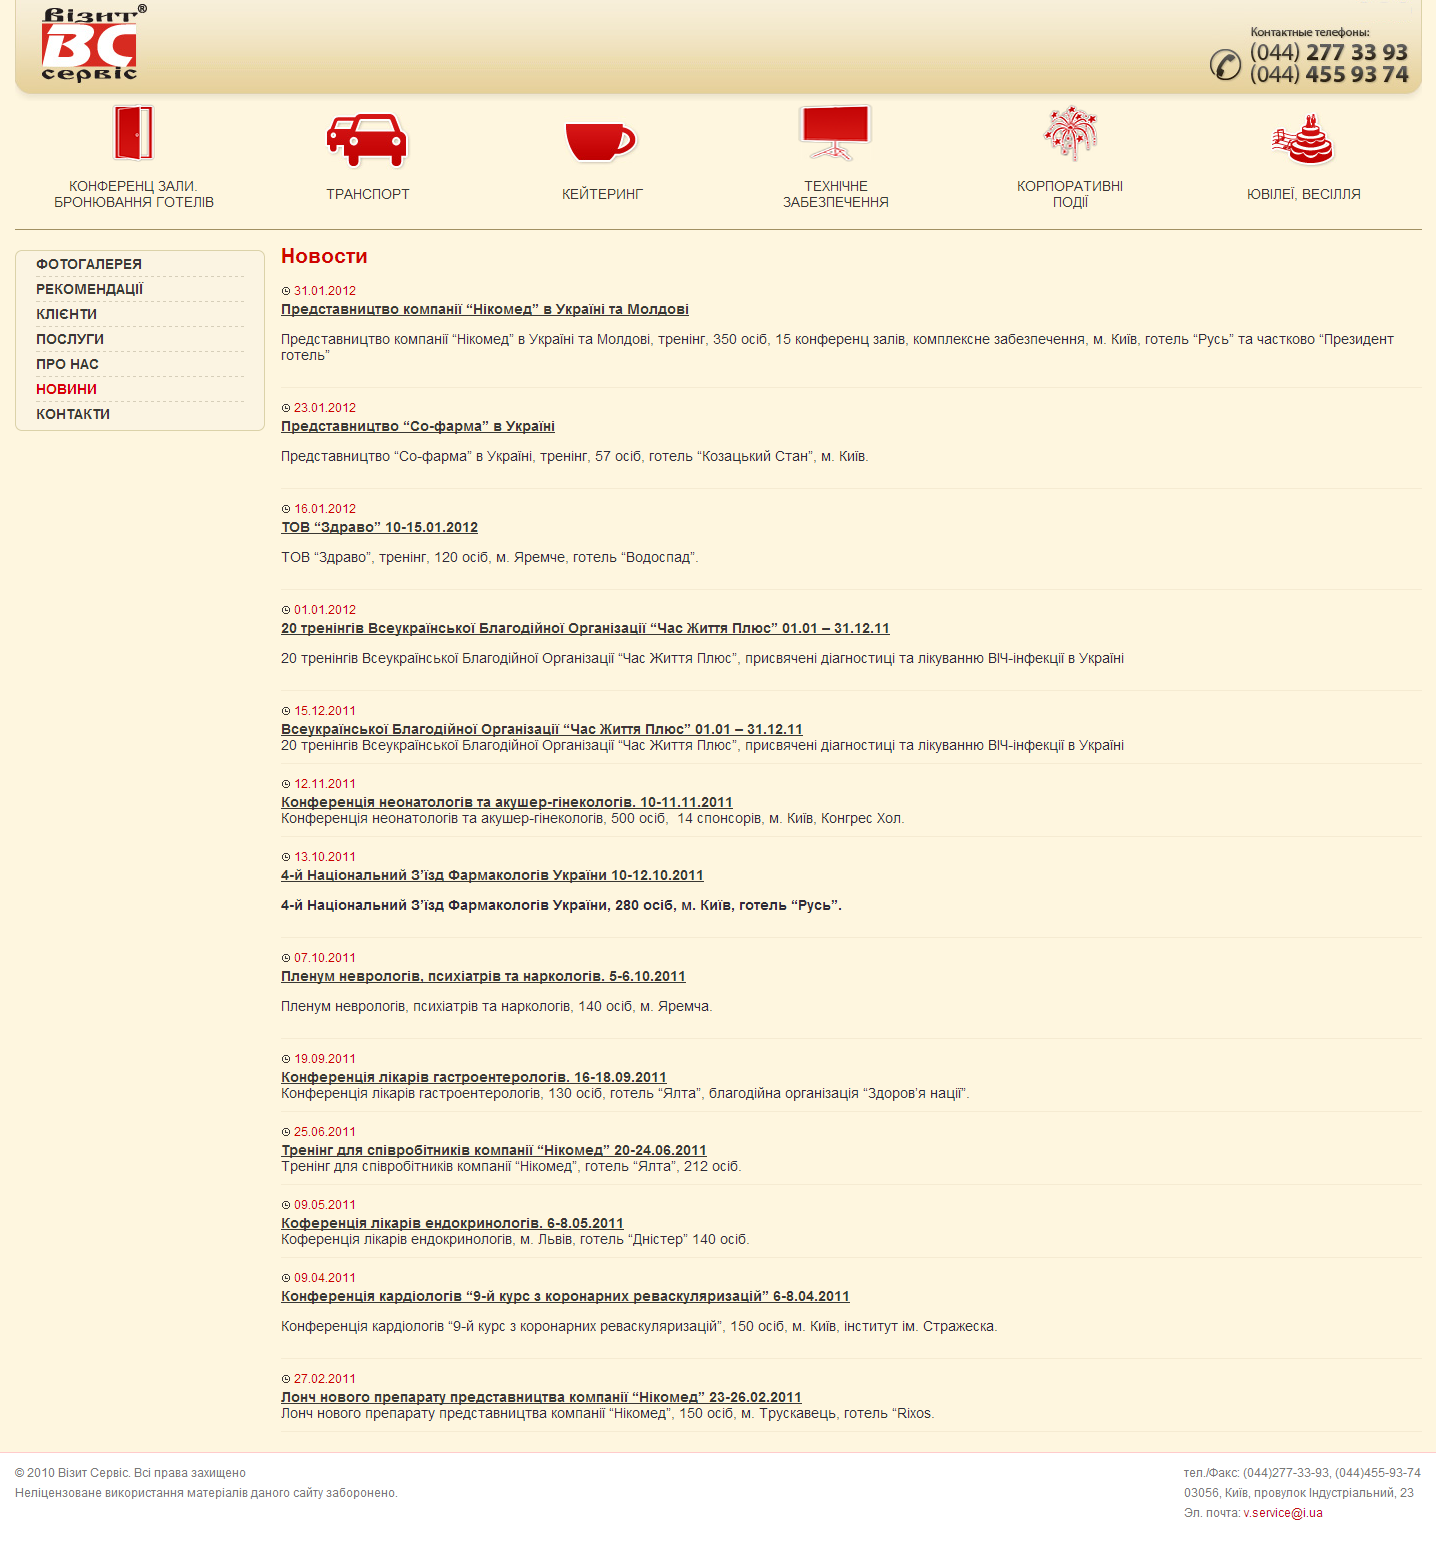 Візит®
ВС
сервіс
Контактные телефоны:
(044) 277 33 93
(044) 455 93 74
КОНФЕРЕНЦ ЗАЛИ.
БРОНЮВАННЯ ГОТЕЛІВ
ТРАНСПОРТ
КЕЙТЕРИНГ
ТЕХНІЧНЕ
ЗАБЕЗПЕЧЕННЯ
КОРПОРАТИВНІ
ПОДІЇ
ЮВІЛЕЇ, ВЕСІЛЛЯ
ФОТОГАЛЕРЕЯ
РЕКОМЕНДАЦІЇ
КЛІЄНТИ
ПОСЛУГИ
ПРО НАС
НОВИНИ
КОНТАКТИ
Новости
31.01.2012
Представництво компанії “Нікомед” в Україні та Молдові
Представництво компанії “Нікомед” в Україні та Молдові, тренінг, 350 осіб, 15 конференц залів, комплексне забезпечення, м. Київ, готель “Русь” та частково “Президент
готель”
23.01.2012
Представництво “Со-фарма” в Україні
Представництво “Со-фарма” в Україні, тренінг, 57 осіб, готель “Козацький Стан”, м. Київ.
16.01.2012
ТОВ “Здраво” 10-15.01.2012
ТОВ “Здраво”, тренінг, 120 осіб, м. Яремче, готель “Водоспад”.
01.01.2012
20 тренінгів Всеукраїнської Благодійної Організації “Час Життя Плюс” 01.01 – 31.12.11
20 тренінгів Всеукраїнської Благодійної Організації “Час Життя Плюс”, присвячені діагностиці та лікуванню ВІЧ-інфекції в Україні
15.12.2011
Всеукраїнської Благодійної Організації “Час Життя Плюс” 01.01 – 31.12.11
20 тренінгів Всеукраїнської Благодійної Організації “Час Життя Плюс”, присвячені діагностиці та лікуванню ВІЧ-інфекції в Україні
12.11.2011
Конференція неонатологів та акушер-гінекологів. 10-11.11.2011
Конференція неонатологів та акушер-гінекологів, 500 осіб,  14 спонсорів, м. Київ, Конгрес Хол.
13.10.2011
4-й Національний З’їзд Фармакологів України 10-12.10.2011
4-й Національний З’їзд Фармакологів України, 280 осіб, м. Київ, готель “Русь”.
07.10.2011
Пленум неврологів, психіатрів та наркологів. 5-6.10.2011
Пленум неврологів, психіатрів та наркологів, 140 осіб, м. Яремча.
19.09.2011
Конференція лікарів гастроентерологів. 16-18.09.2011
Конференція лікарів гастроентерологів, 130 осіб, готель “Ялта”, благодійна організація “Здоров’я нації”.
25.06.2011
Тренінг для співробітників компанії “Нікомед” 20-24.06.2011
Тренінг для співробітників компанії “Нікомед”, готель “Ялта”, 212 осіб.
09.05.2011
Коференція лікарів ендокринологів. 6-8.05.2011
Коференція лікарів ендокринологів, м. Львів, готель “Дністер” 140 осіб.
09.04.2011
Конференція кардіологів “9-й курс з коронарних реваскуляризацій” 6-8.04.2011
Конференція кардіологів “9-й курс з коронарних реваскуляризацій”, 150 осіб, м. Київ, інститут ім. Стражеска.
27.02.2011
Лонч нового препарату представництва компанії “Нікомед” 23-26.02.2011
Лонч нового препарату представництва компанії “Нікомед”, 150 осіб, м. Трускавець, готель “Rixos.
© 2010 Візит Сервіс. Всі права захищено
Неліцензоване використання матеріалів даного сайту заборонено.
тел./Факс: (044)277-33-93, (044)455-93-74
03056, Київ, провулок Індустріальний, 23
Эл. почта: v.service@i.ua